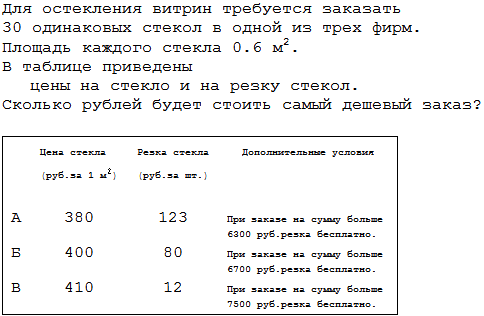 Для остекления витрин требуется заказать
30 одинаковых стекол в одной из трех фирм.
Площадь каждого стекла 0.6 м².
В таблице приведены
цены на стекло и на резку стекол.
Сколько рублей будет стоить самый дешевый заказ?
Цена стекла Резка стекла Дополнительные условия
(руб.за 1 м²) (руб.за шт.)
А 380 123 При заказе на сумму больше
6300 руб.резка бесплатно.
Б 400 80 При заказе на сумму больше
6700 руб.резка бесплатно.
В 410 12 При заказе на сумму больше
7500 руб.резка бесплатно.